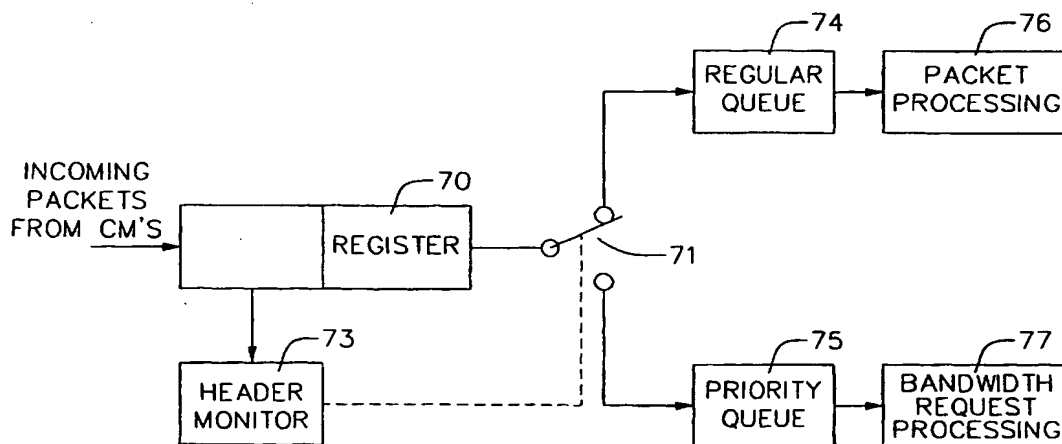 74
76
REGULAR
QUEUE
PACKET
PROCESSING
INCOMING
PACKETS
FROM CM'S
70
REGISTER
71
73
HEADER
MONITOR
75
PRIORITY
QUEUE
77
BANDWIDTH
REQUEST
PROCESSING